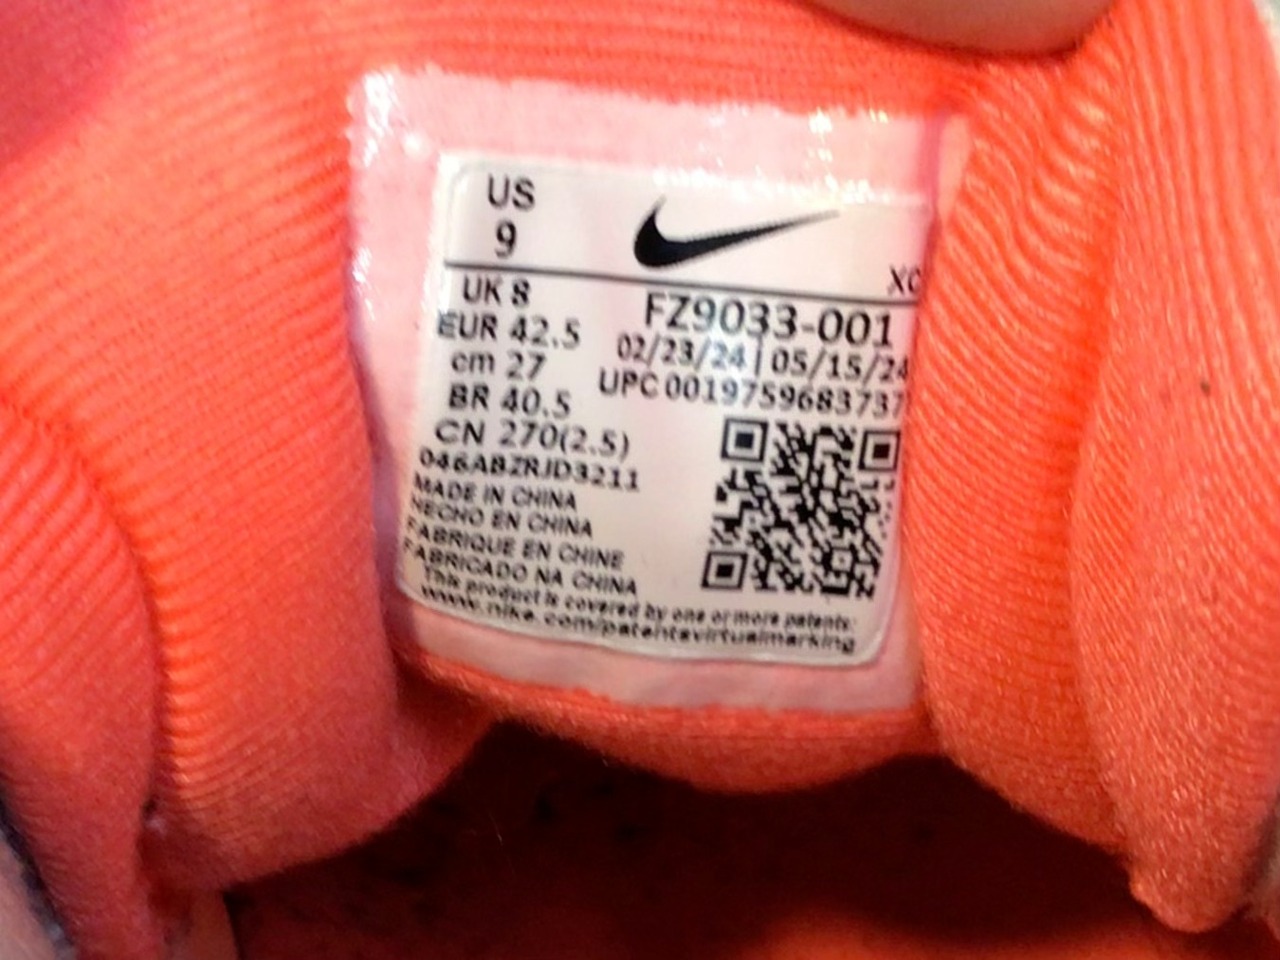 US
9
XC
UK 8
EUR 42.5
cm 27
BR 40.5
CN 270(2.5)
FZ9033-001
02/23/24 | 05/15/24
UPC 0019759683737
046ABZRJD3211
MADE IN CHINA
HECHO EN CHINA
FABRIQUE EN CHINE
FABRICADO NA CHINA
This product is covered by one or more patents:
www.nike.com/patentsvirtualmarking